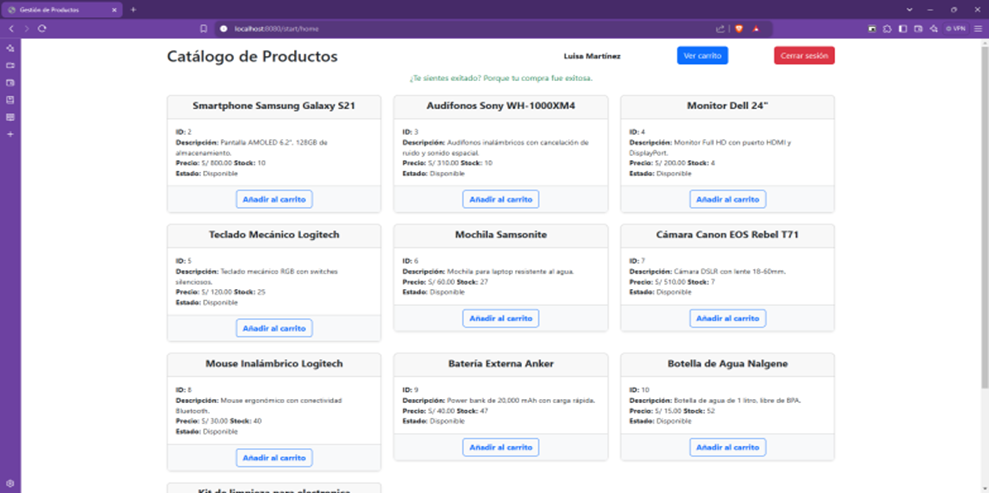 Gestión de Productos
localhost:8000/start/home
VPN
Catálogo de Productos
Luisa Martínez
Ver carrito
Cerrar sesión
¿Te sientes exitado? Porque tu compra fue exitosa.
Smartphone Samsung Galaxy S21
ID: 2
Descripción: Pantalla AMOLED 6.2", 128GB de
almacenamiento.
Precio: S/ 800.00 Stock: 10
Estado: Disponible
Añadir al carrito
Audífonos Sony WH-1000XM4
ID: 3
Descripción: Audífonos inalámbricos con cancelación de
ruido y sonido espacial.
Precio: S/ 310.00 Stock: 10
Estado: Disponible
Añadir al carrito
Monitor Dell 24"
ID: 4
Descripción: Monitor Full HD con puerto HDMI y
DisplayPort.
Precio: S/ 200.00 Stock: 4
Estado: Disponible
Añadir al carrito
Teclado Mecánico Logitech
ID: 5
Descripción: Teclado mecánico RGB con switches
silenciosos.
Precio: S/ 120.00 Stock: 25
Estado: Disponible
Añadir al carrito
Mochila Samsonite
ID: 6
Descripción: Mochila para laptop resistente al agua.
Precio: S/ 60.00 Stock: 27
Estado: Disponible
Añadir al carrito
Cámara Canon EOS Rebel T71
ID: 7
Descripción: Cámara DSLR con lente 18-60mm.
Precio: S/ 510.00 Stock: 7
Estado: Disponible
Añadir al carrito
Mouse Inalámbrico Logitech
ID: 8
Descripción: Mouse ergonómico con conectividad
Bluetooth.
Precio: S/ 30.00 Stock: 40
Estado: Disponible
Añadir al carrito
Batería Externa Anker
ID: 9
Descripción: Power bank de 20,000 mAh con carga rápida.
Precio: S/ 40.00 Stock: 47
Estado: Disponible
Añadir al carrito
Botella de Agua Nalgene
ID: 10
Descripción: Botella de agua de 1 litro, libre de BPA.
Precio: S/ 15.00 Stock: 52
Estado: Disponible
Añadir al carrito
Kit de limpieza para electronica